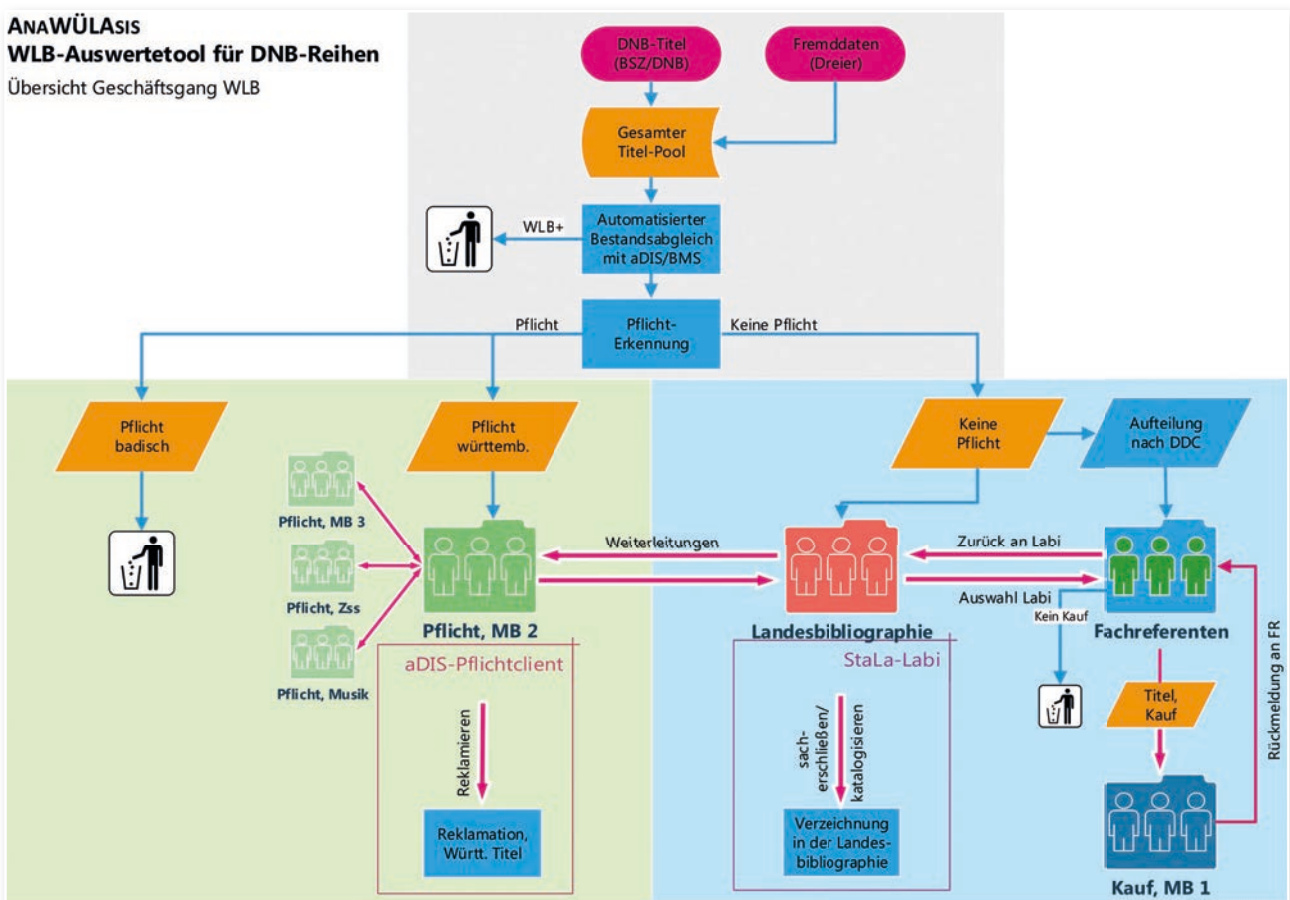 ANAWÜLASIS
WLB-Auswertetool für DNB-Reihen
Übersicht Geschäftsgang WLB
DNB-Titel
(BSZ/DNB)
Fremddaten
(Dreier)
Gesamter
Titel-Pool
WLB+
Automatisierter
Bestandsabgleich
mit aDIS/BMS
Pflicht
Pflicht-
Erkennung
Keine Pflicht
Pflicht
badisch
Pflicht
württemb.
Keine
Pflicht
Aufteilung
nach DDC
Pflicht, MB 3
Pflicht, Zss
Pflicht, Musik
Weiterleitungen
Zurück an Labi
Auswahl Labi
Kein Kauf
Pflicht, MB 2
Landesbibliographie
Fachreferenten
aDIS-Pflichtclient
StaLa-Labi
Titel,
Kauf
Rückmeldung an FR
Reklamieren
sach-
erschließen/
katalogisieren
Reklamation,
Württ. Titel
Verzeichnung
in der Landes-
bibliographie
Kauf, MB 1